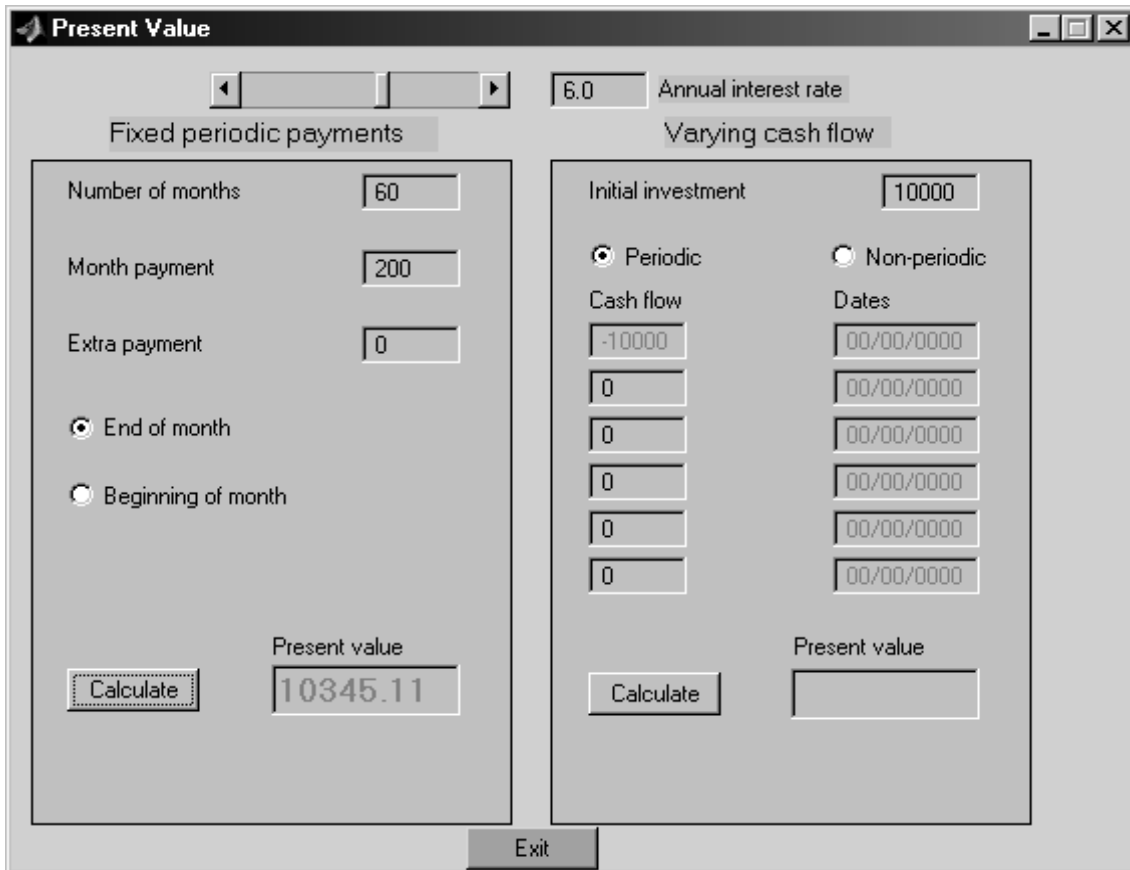 Present Value
6.0 Annual interest rate
Fixed periodic payments
Number of months 60
Month payment 200
Extra payment 0
End of month
Beginning of month
Present value
Calculate 10345.11
Varying cash flow
Initial investment 10000
Periodic Non-periodic
Cash flow Dates
-10000 00/00/0000
0 00/00/0000
0 00/00/0000
0 00/00/0000
0 00/00/0000
0 00/00/0000
Present value
Calculate
Exit